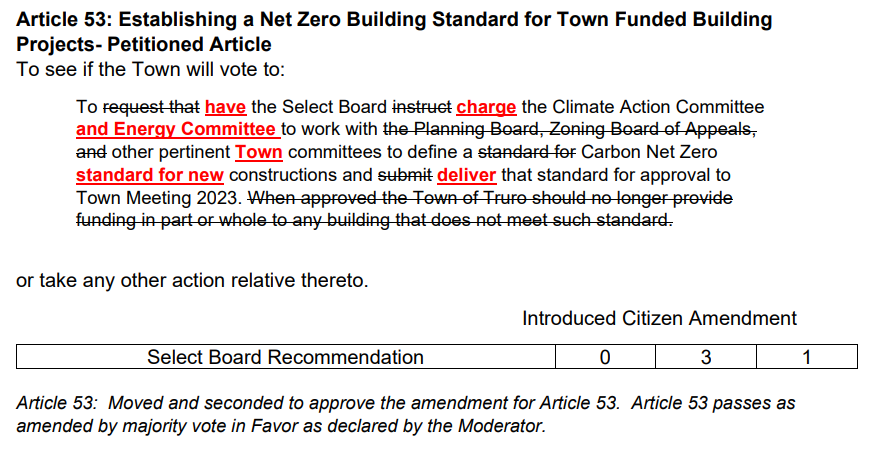 Article 53: Establishing a Net Zero Building Standard for Town Funded Building
Projects- Petitioned Article
To see if the Town will vote to:
To request that have the Select Board instruct charge the Climate Action Committee
and Energy Committee to work with the Planning Board, Zoning Board of Appeals,
and other pertinent Town committees to define a standard for Carbon Net Zero
standard for new constructions and submit deliver that standard for approval to
Town Meeting 2023. When approved the Town of Truro should no longer provide
funding in part or whole to any building that does not meet such standard.
or take any other action relative thereto.
Introduced Citizen Amendment
Select Board Recommendation 0 3 1
Article 53: Moved and seconded to approve the amendment for Article 53. Article 53 passes as
amended by majority vote in Favor as declared by the Moderator.